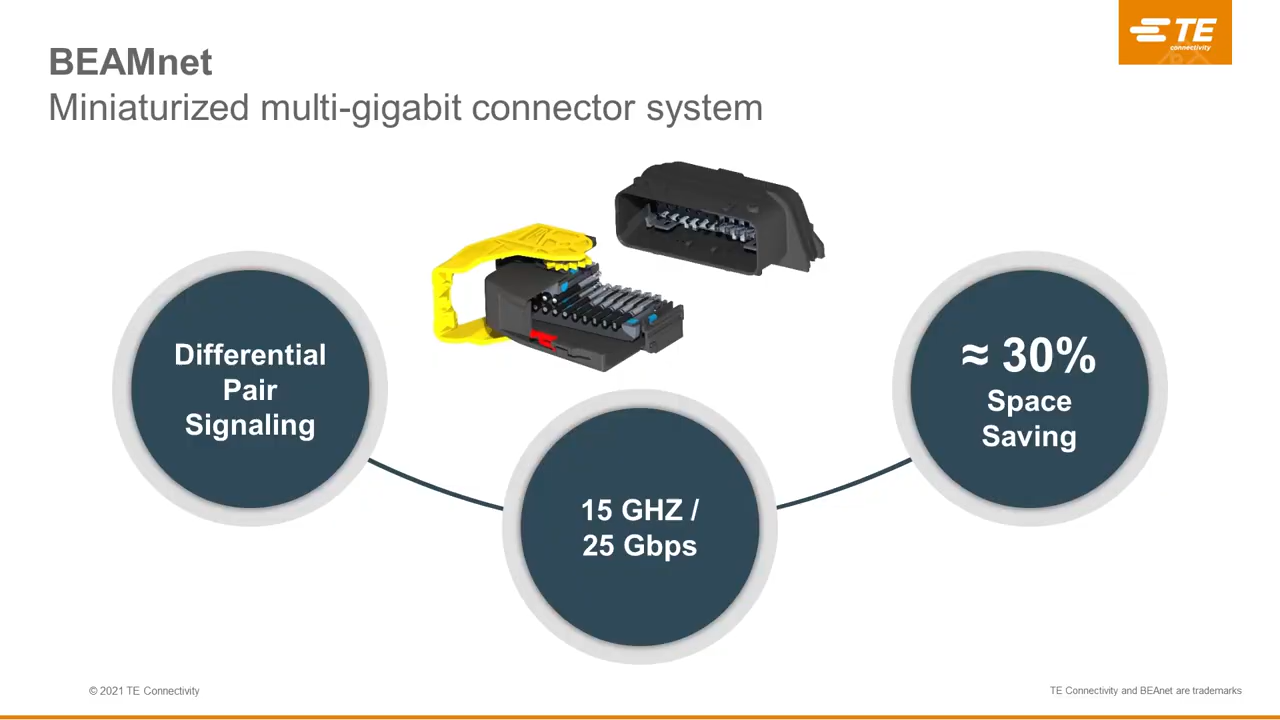 BEAMnet
Miniaturized multi-gigabit connector system
TE
connectivity
Differential
Pair
Signaling
15 GHZ /
25 Gbps
≈ 30%
Space
Saving
© 2021 TE Connectivity
TE Connectivity and BEAnet are trademarks